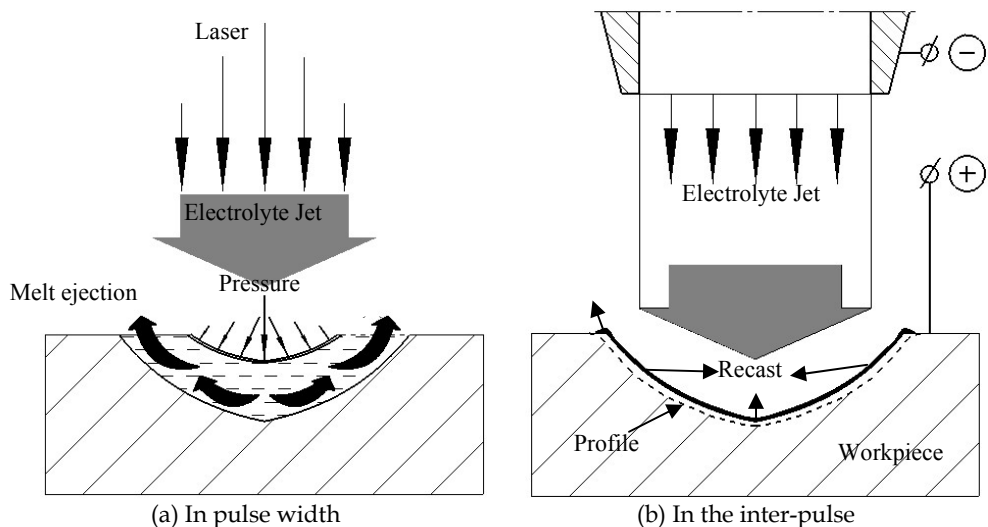 Laser
Electrolyte Jet
Pressure
Melt ejection
(a) In pulse width
−
+
Electrolyte Jet
Recast
Profile
Workpiece
(b) In the inter-pulse